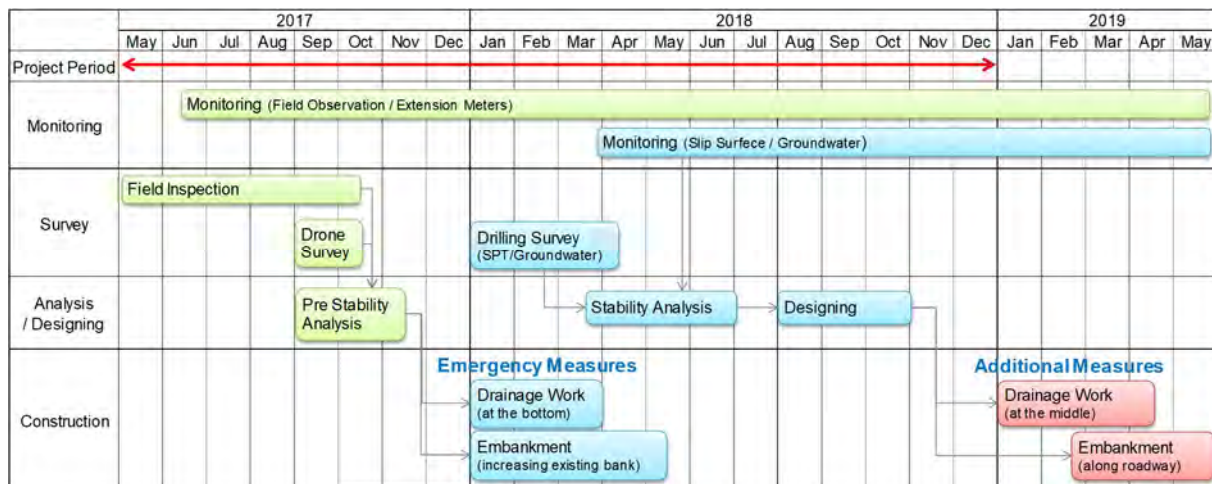 2017 2018 2019
May Jun Jul Aug Sep Oct Nov Dec Jan Feb Mar Apr May Jun Jul Aug Sep Oct Nov Dec Jan Feb Mar Apr May
Project Period
Monitoring
Monitoring (Field Observation / Extension Meters)
Monitoring (Slip Surfece / Groundwater)
Survey
Field Inspection
Drone
Survey
Drilling Survey
(SPT/Groundwater)
Analysis
/ Designing
Pre Stability
Analysis
Stability Analysis
Designing
Construction
Emergency Measures
Drainage Work
(at the bottom)
Embankment
(increasing existing bank)
Additional Measures
Drainage Work
(at the middle)
Embankment
(along roadway)